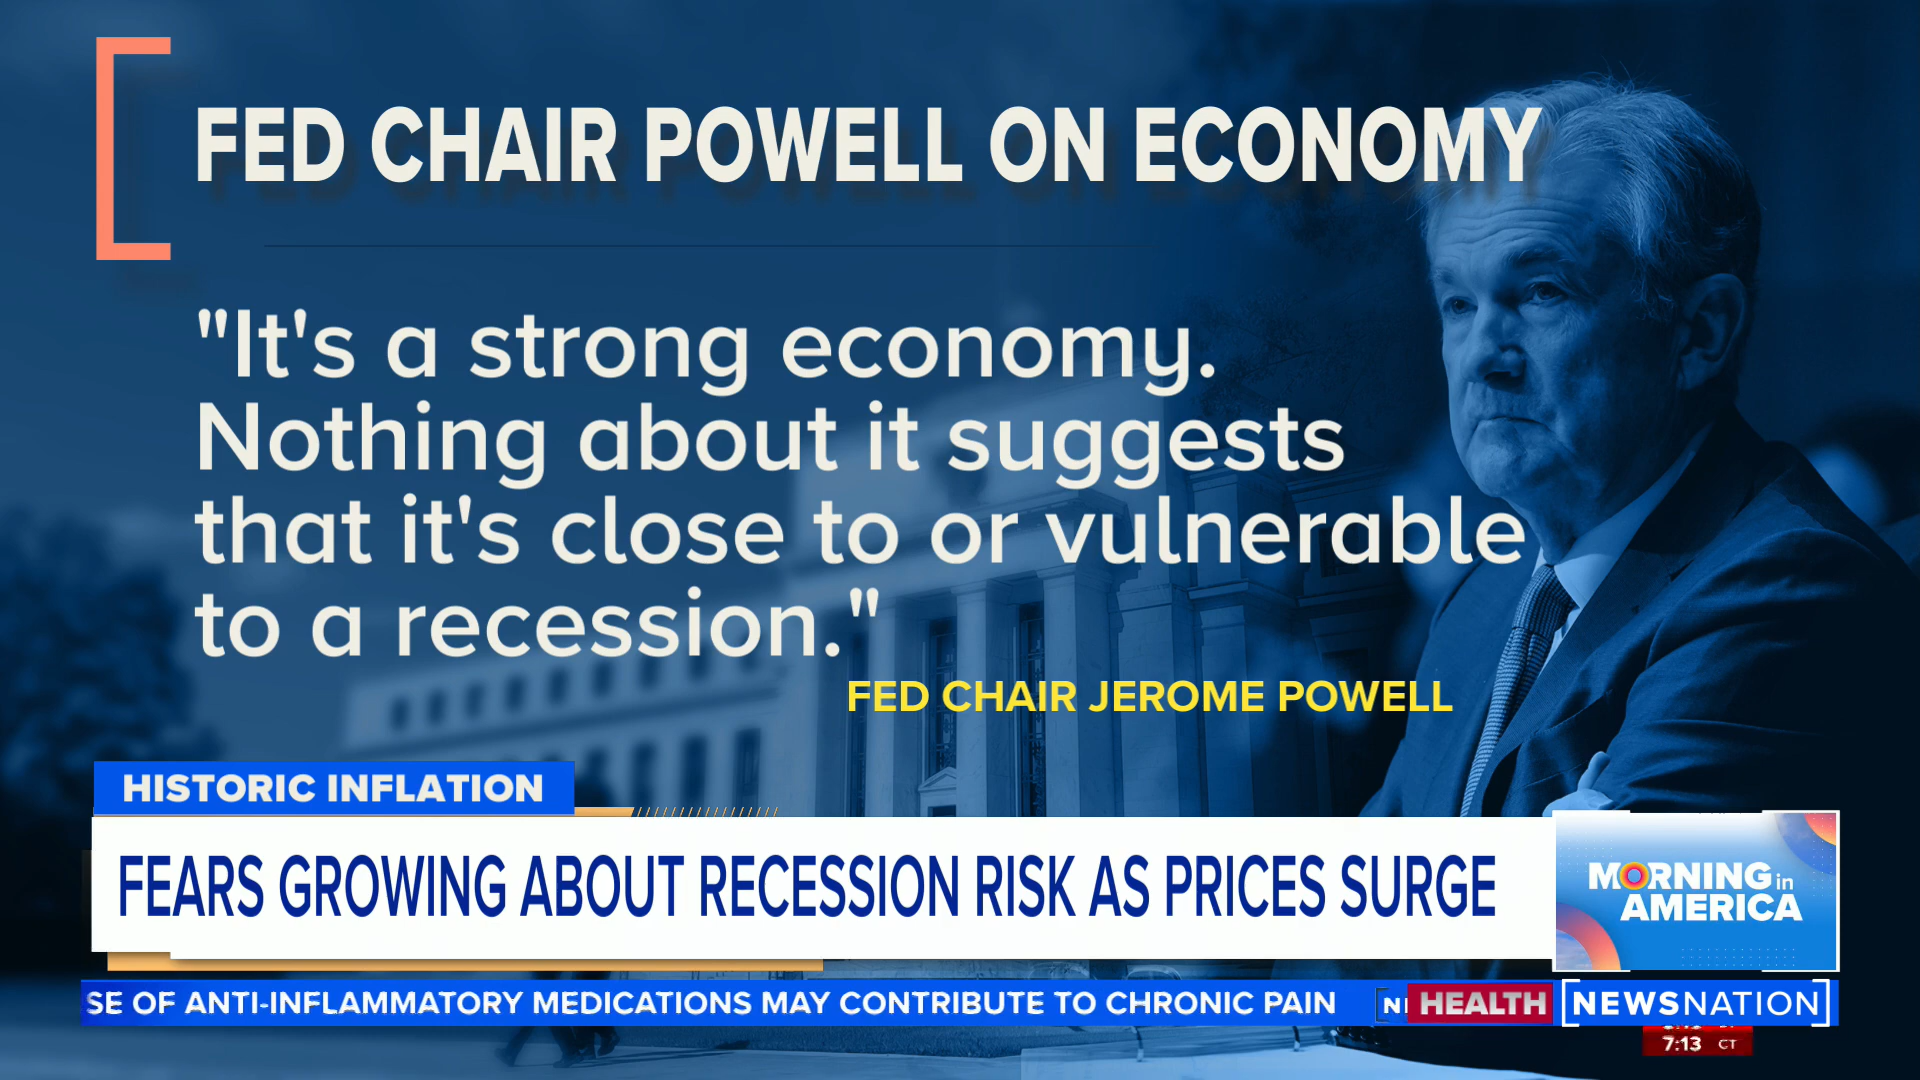 FED CHAIR POWELL ON ECONOMY
"It's a strong economy.
Nothing about it suggests
that it's close to or vulnerable
to a recession."
FED CHAIR JEROME POWELL
HISTORIC INFLATION
FEARS GROWING ABOUT RECESSION RISK AS PRICES SURGE
MORNING in
AMERICA
SE OF ANTI-INFLAMMATORY MEDICATIONS MAY CONTRIBUTE TO CHRONIC PAIN
HEALTH
NEWSNATION
7:13 CT